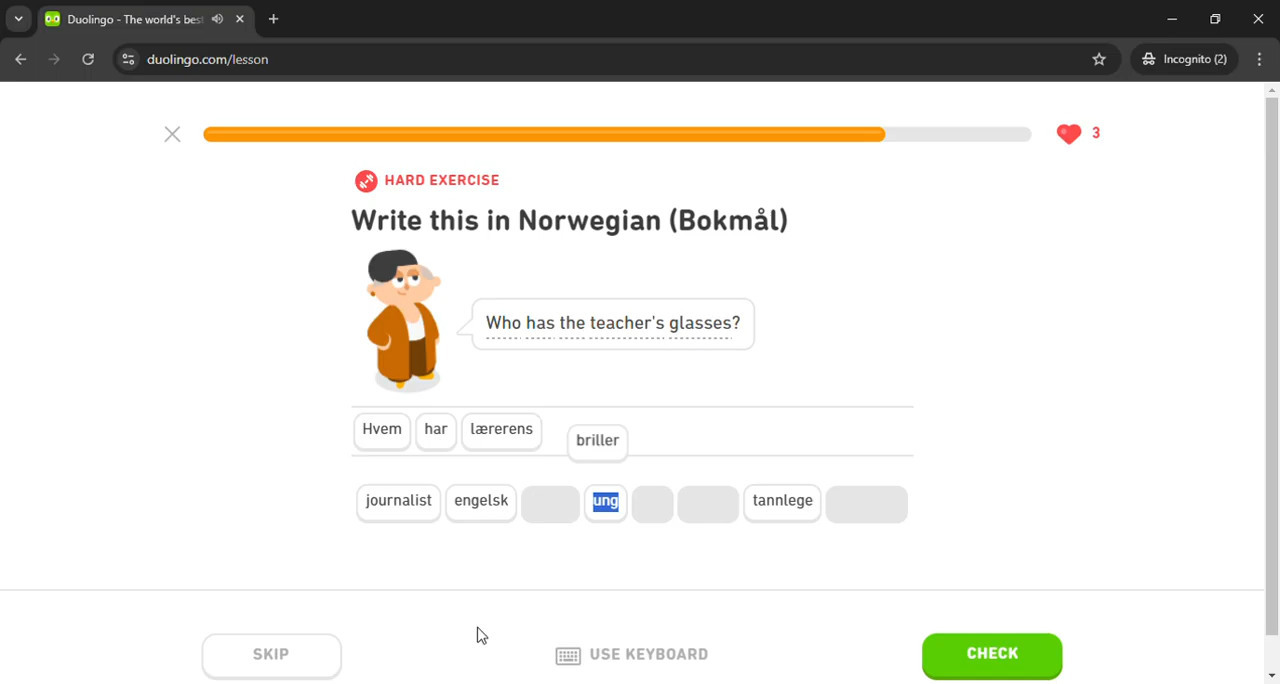 Duolingo - The world's bes
duolingo.com/lesson
Incognito (2)
3
HARD EXERCISE
Write this in Norwegian (Bokmål)
Who has the teacher's glasses?
Hvem har lærerens briller
journalist engelsk ung tannlege
SKIP USE KEYBOARD CHECK